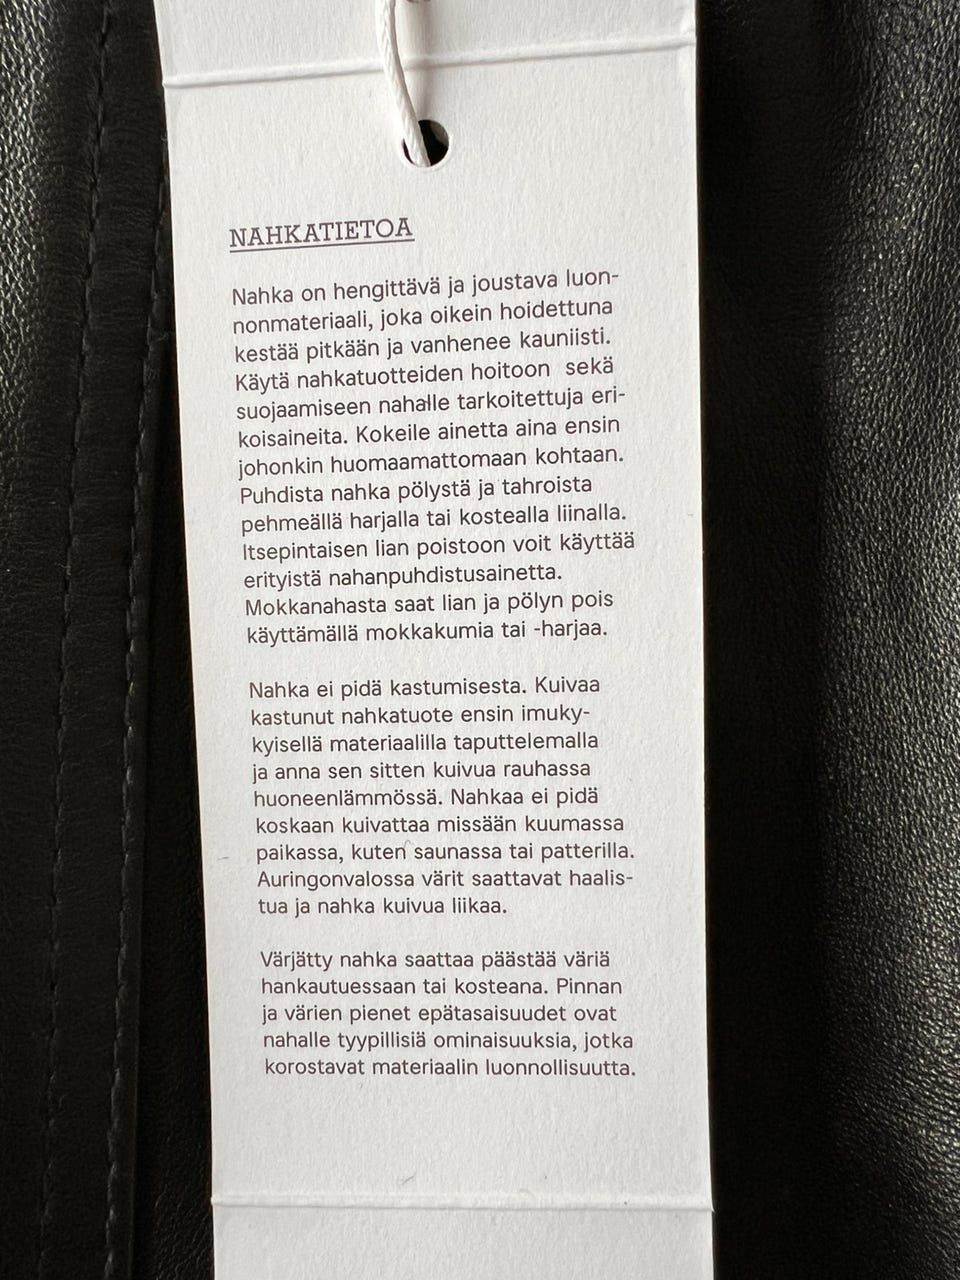 NAHKATIETOA
Nahka on hengittävä ja joustava luon-
nonmateriaali, joka oikein hoidettuna
kestää pitkään ja vanhenee kauniisti.
Käytä nahkatuotteiden hoitoon sekä
suojaamiseen nahalle tarkoitettuja eri-
koisaineita. Kokeile ainetta aina ensin
johonkin huomaamattomaan kohtaan.
Puhdista nahka pölystä ja tahroista
pehmeällä harjalla tai kostealla liinalla.
Itsepintaisen lian poistoon voit käyttää
erityistä nahanpuhdistusainetta.
Mokkanahasta saat lian ja pölyn pois
käyttämällä mokkakumia tai -harjaa.
Nahka ei pidä kastumisesta. Kuivaa
kastunut nahkatuote ensin imuky-
kyisellä materiaalilla taputtelemalla
ja anna sen sitten kuivua rauhassa
huoneenlämmössä. Nahkaa ei pidä
koskaan kuivattaa missään kuumassa
paikassa, kuten saunassa tai patterilla.
Auringonvalossa värit saattavat haalis-
tua ja nahka kuivua liikaa.
Värjätty nahka saattaa päästää väriä
hankautuessaan tai kosteana. Pinnan
ja värien pienet epätasaisuudet ovat
nahalle tyypillisiä ominaisuuksia, jotka
korostavat materiaalin luonnollisuutta.